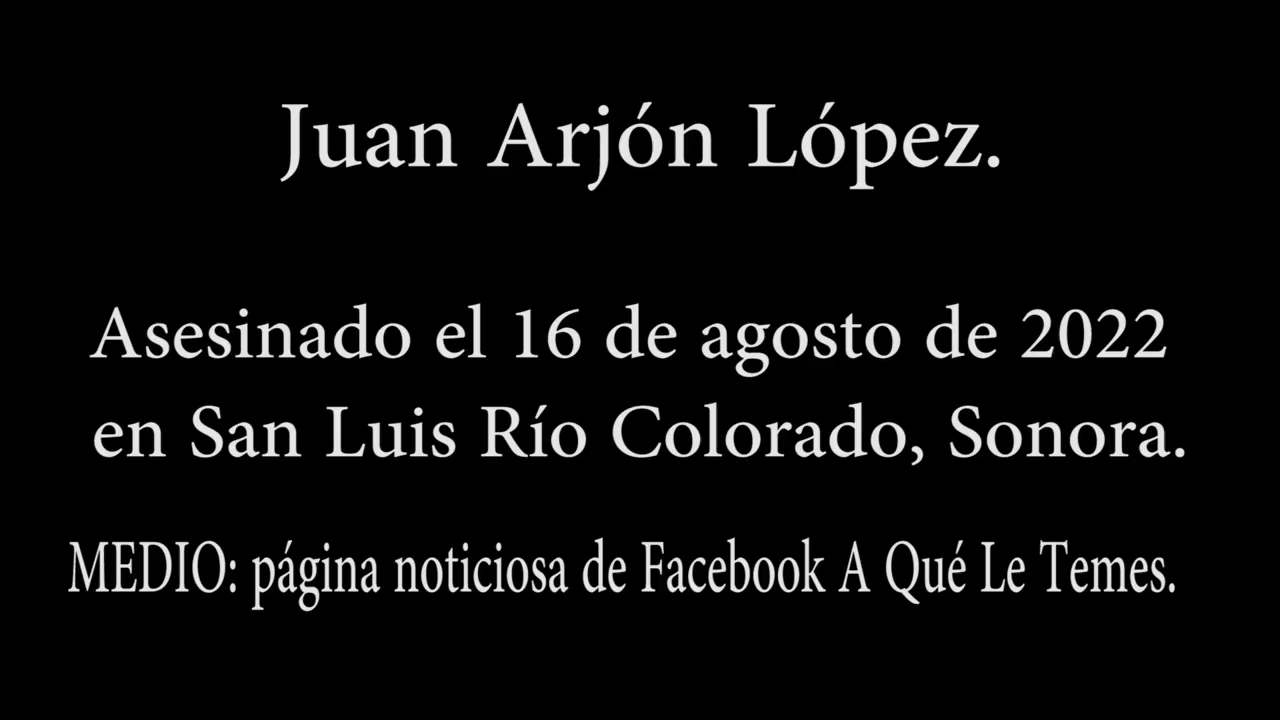 Juan Arjón López.
Asesinado el 16 de agosto de 2022
en San Luis Río Colorado, Sonora.
MEDIO: página noticiosa de Facebook A Qué Le Temes.